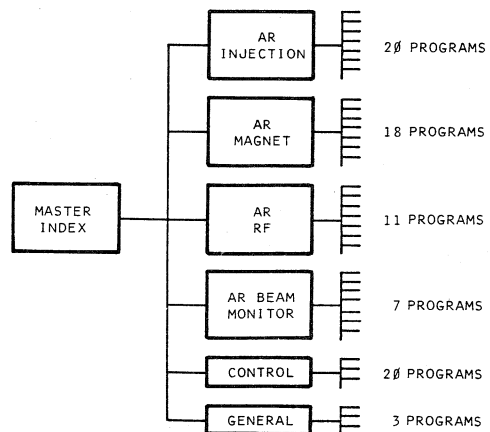 MASTER
INDEX
AR
INJECTION
2Ø PROGRAMS
AR
MAGNET
18 PROGRAMS
AR
RF
11 PROGRAMS
AR BEAM
MONITOR
7 PROGRAMS
CONTROL
2Ø PROGRAMS
GENERAL
3 PROGRAMS